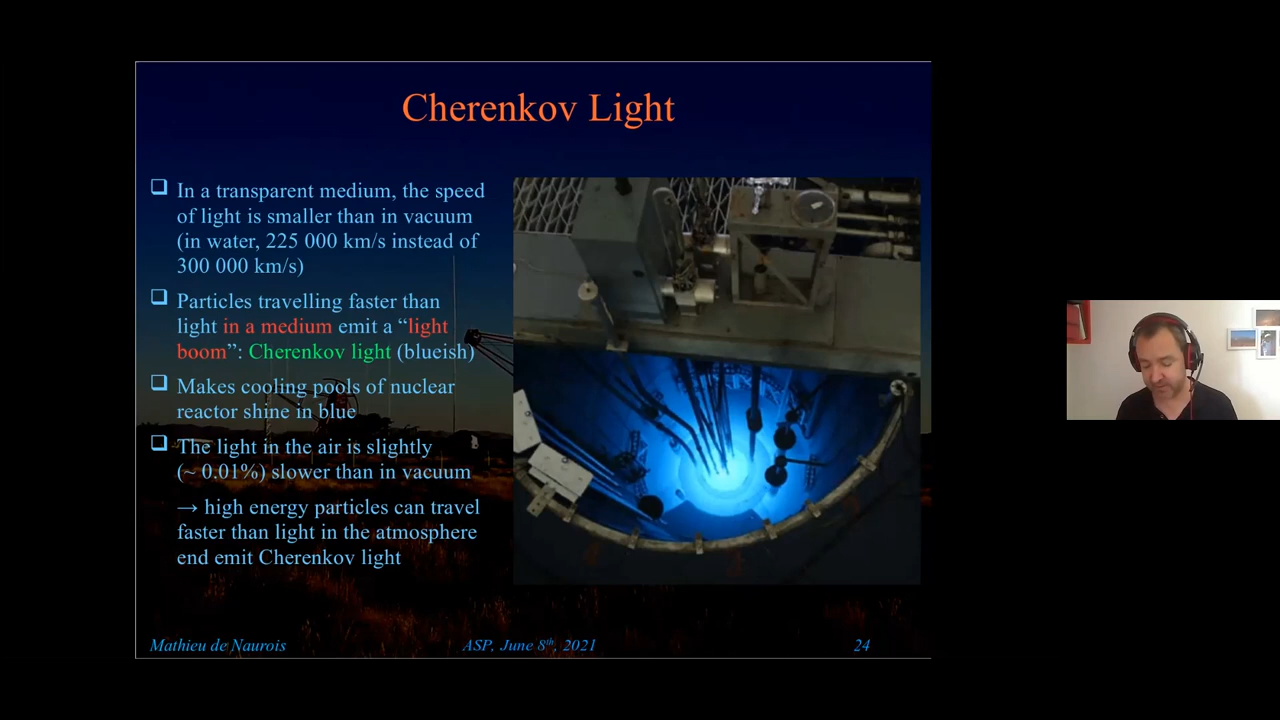 Cherenkov Light
In a transparent medium, the speed
of light is smaller than in vacuum
(in water, 225 000 km/s instead of
300 000 km/s)
Particles travelling faster than
light in a medium emit a “light
boom”: Cherenkov light (blueish)
Makes cooling pools of nuclear
reactor shine in blue
The light in the air is slightly
(~ 0.01%) slower than in vacuum
→ high energy particles can travel
faster than light in the atmosphere
end emit Cherenkov light
Mathieu de Naurois
ASP, June 8th, 2021
24